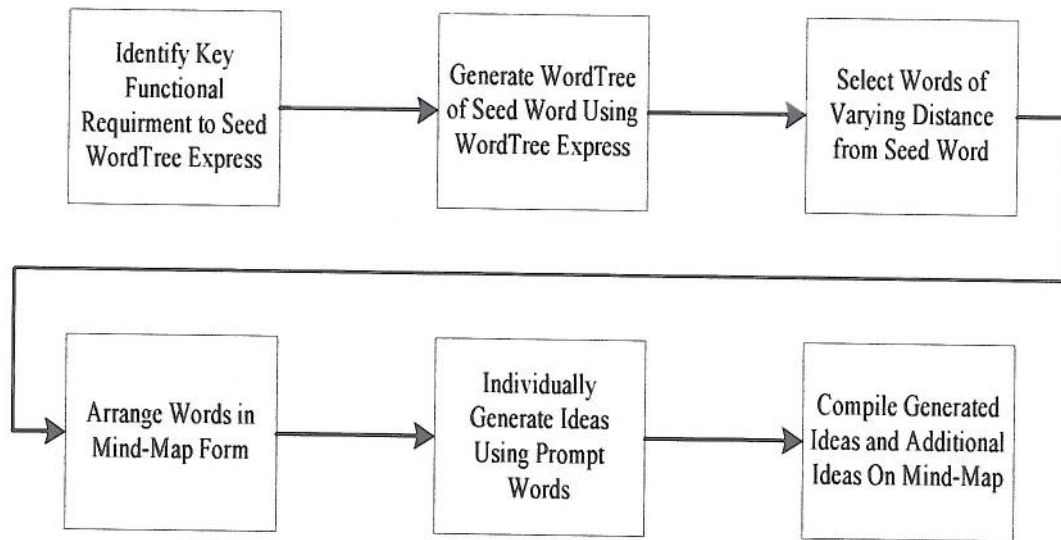 Identify Key
Functional
Requirment to Seed
WordTree Express
Generate WordTree
of Seed Word Using
WordTree Express
Select Words of
Varying Distance
from Seed Word
Arrange Words in
Mind-Map Form
Individually
Generate Ideas
Using Prompt
Words
Compile Generated
Ideas and Additional
Ideas On Mind-Map